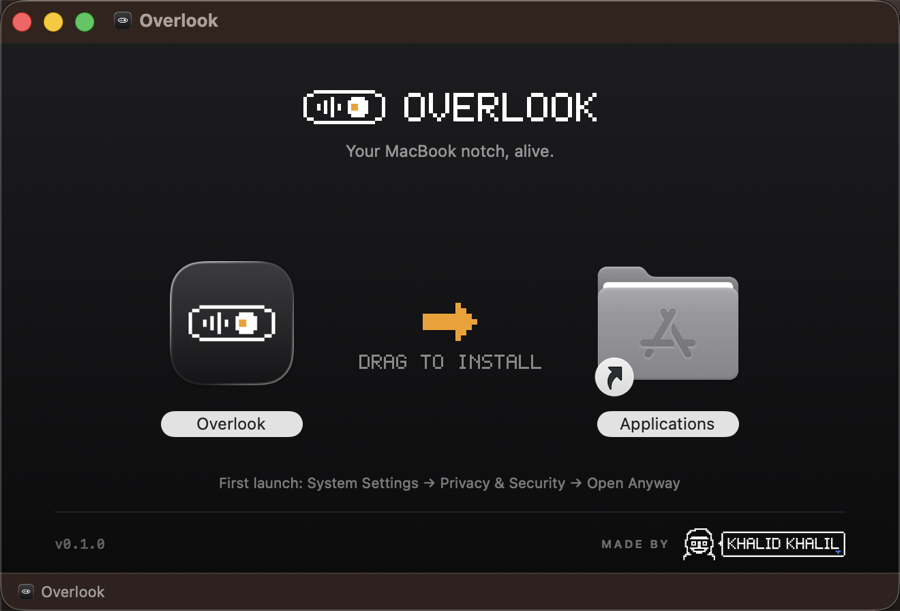 Overlook
OVERLOOK
Your MacBook notch, alive.
DRAG TO INSTALL
Overlook
Applications
First launch: System Settings → Privacy & Security → Open Anyway
v0.1.0
MADE BY
KHALID KHALIL
Overlook